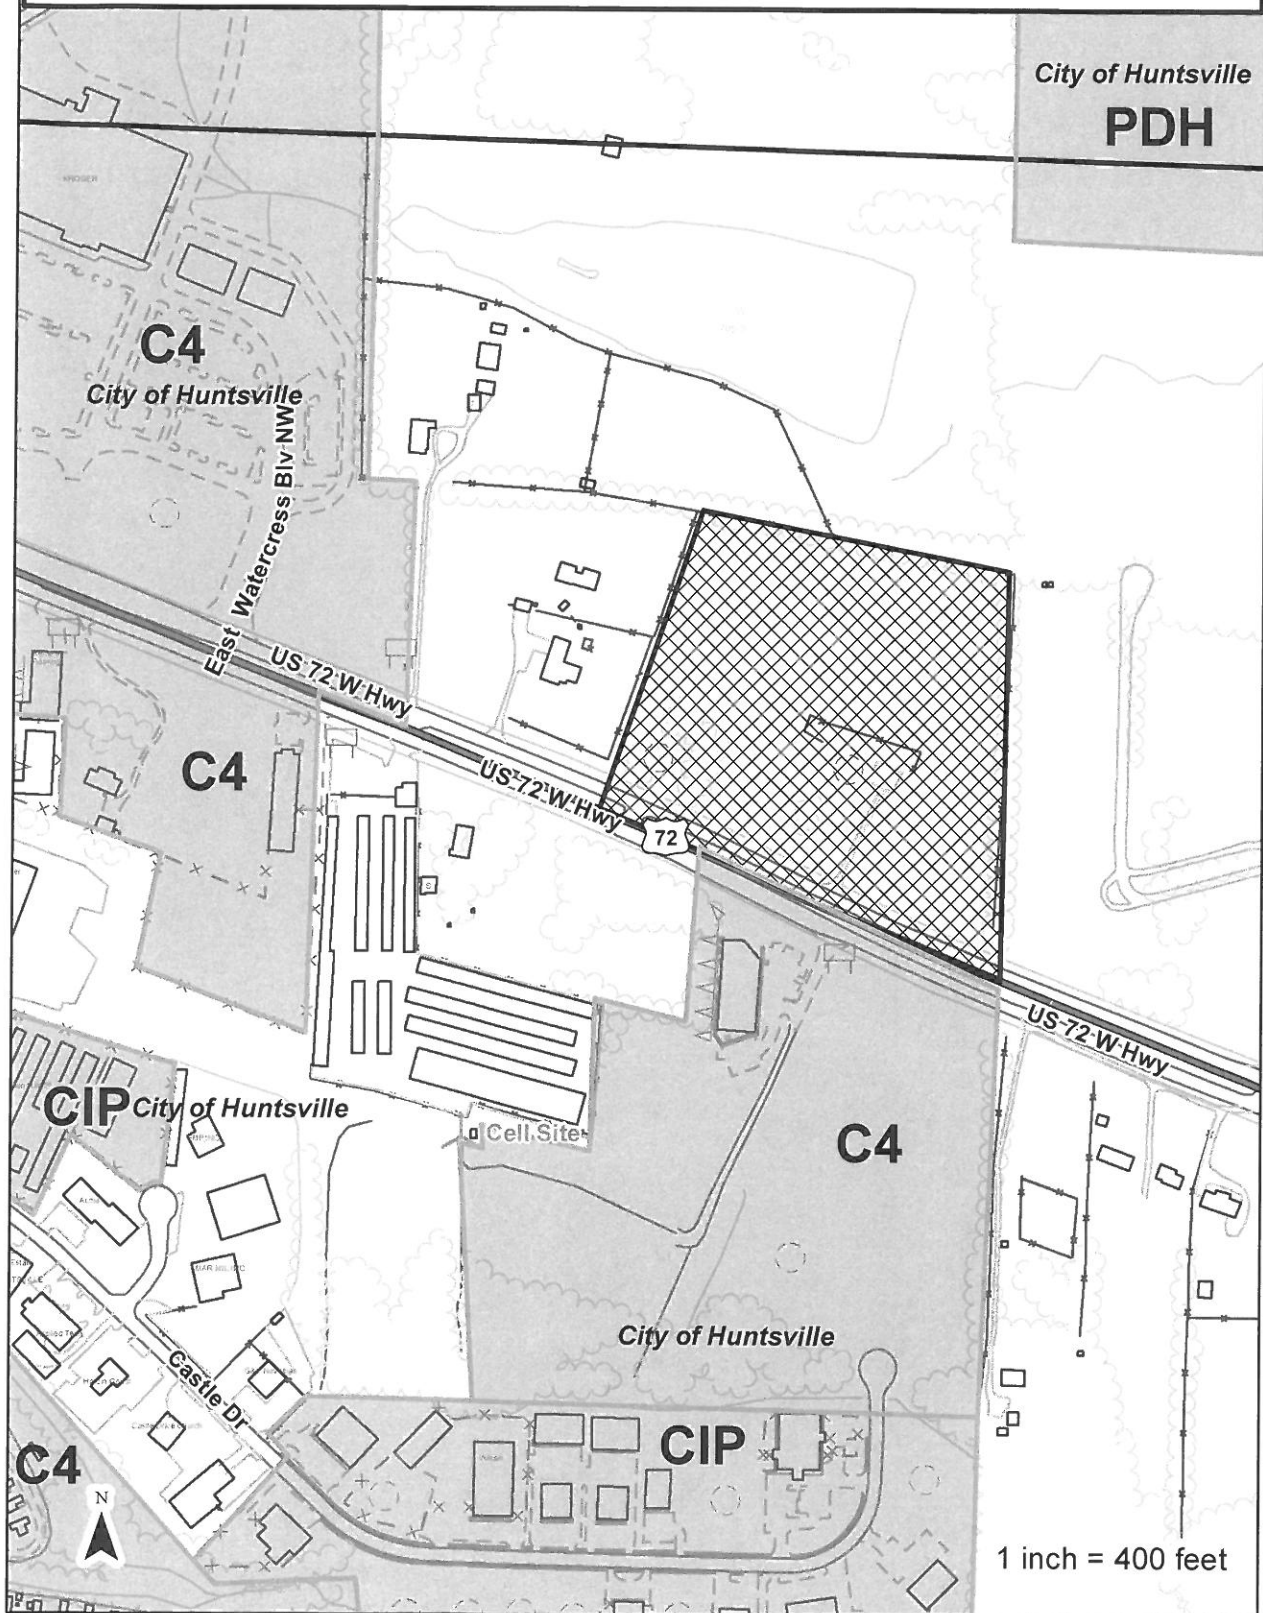 City of Huntsville
PDH
KROGER
C4
City of Huntsville
East Watercress Blv NW
US 72 W Hwy
C4
US 72 W Hwy
72
US 72 W Hwy
CIP
City of Huntsville
Cell Site
C4
City of Huntsville
Castle Dr
CIP
C4
N
1 inch = 400 feet